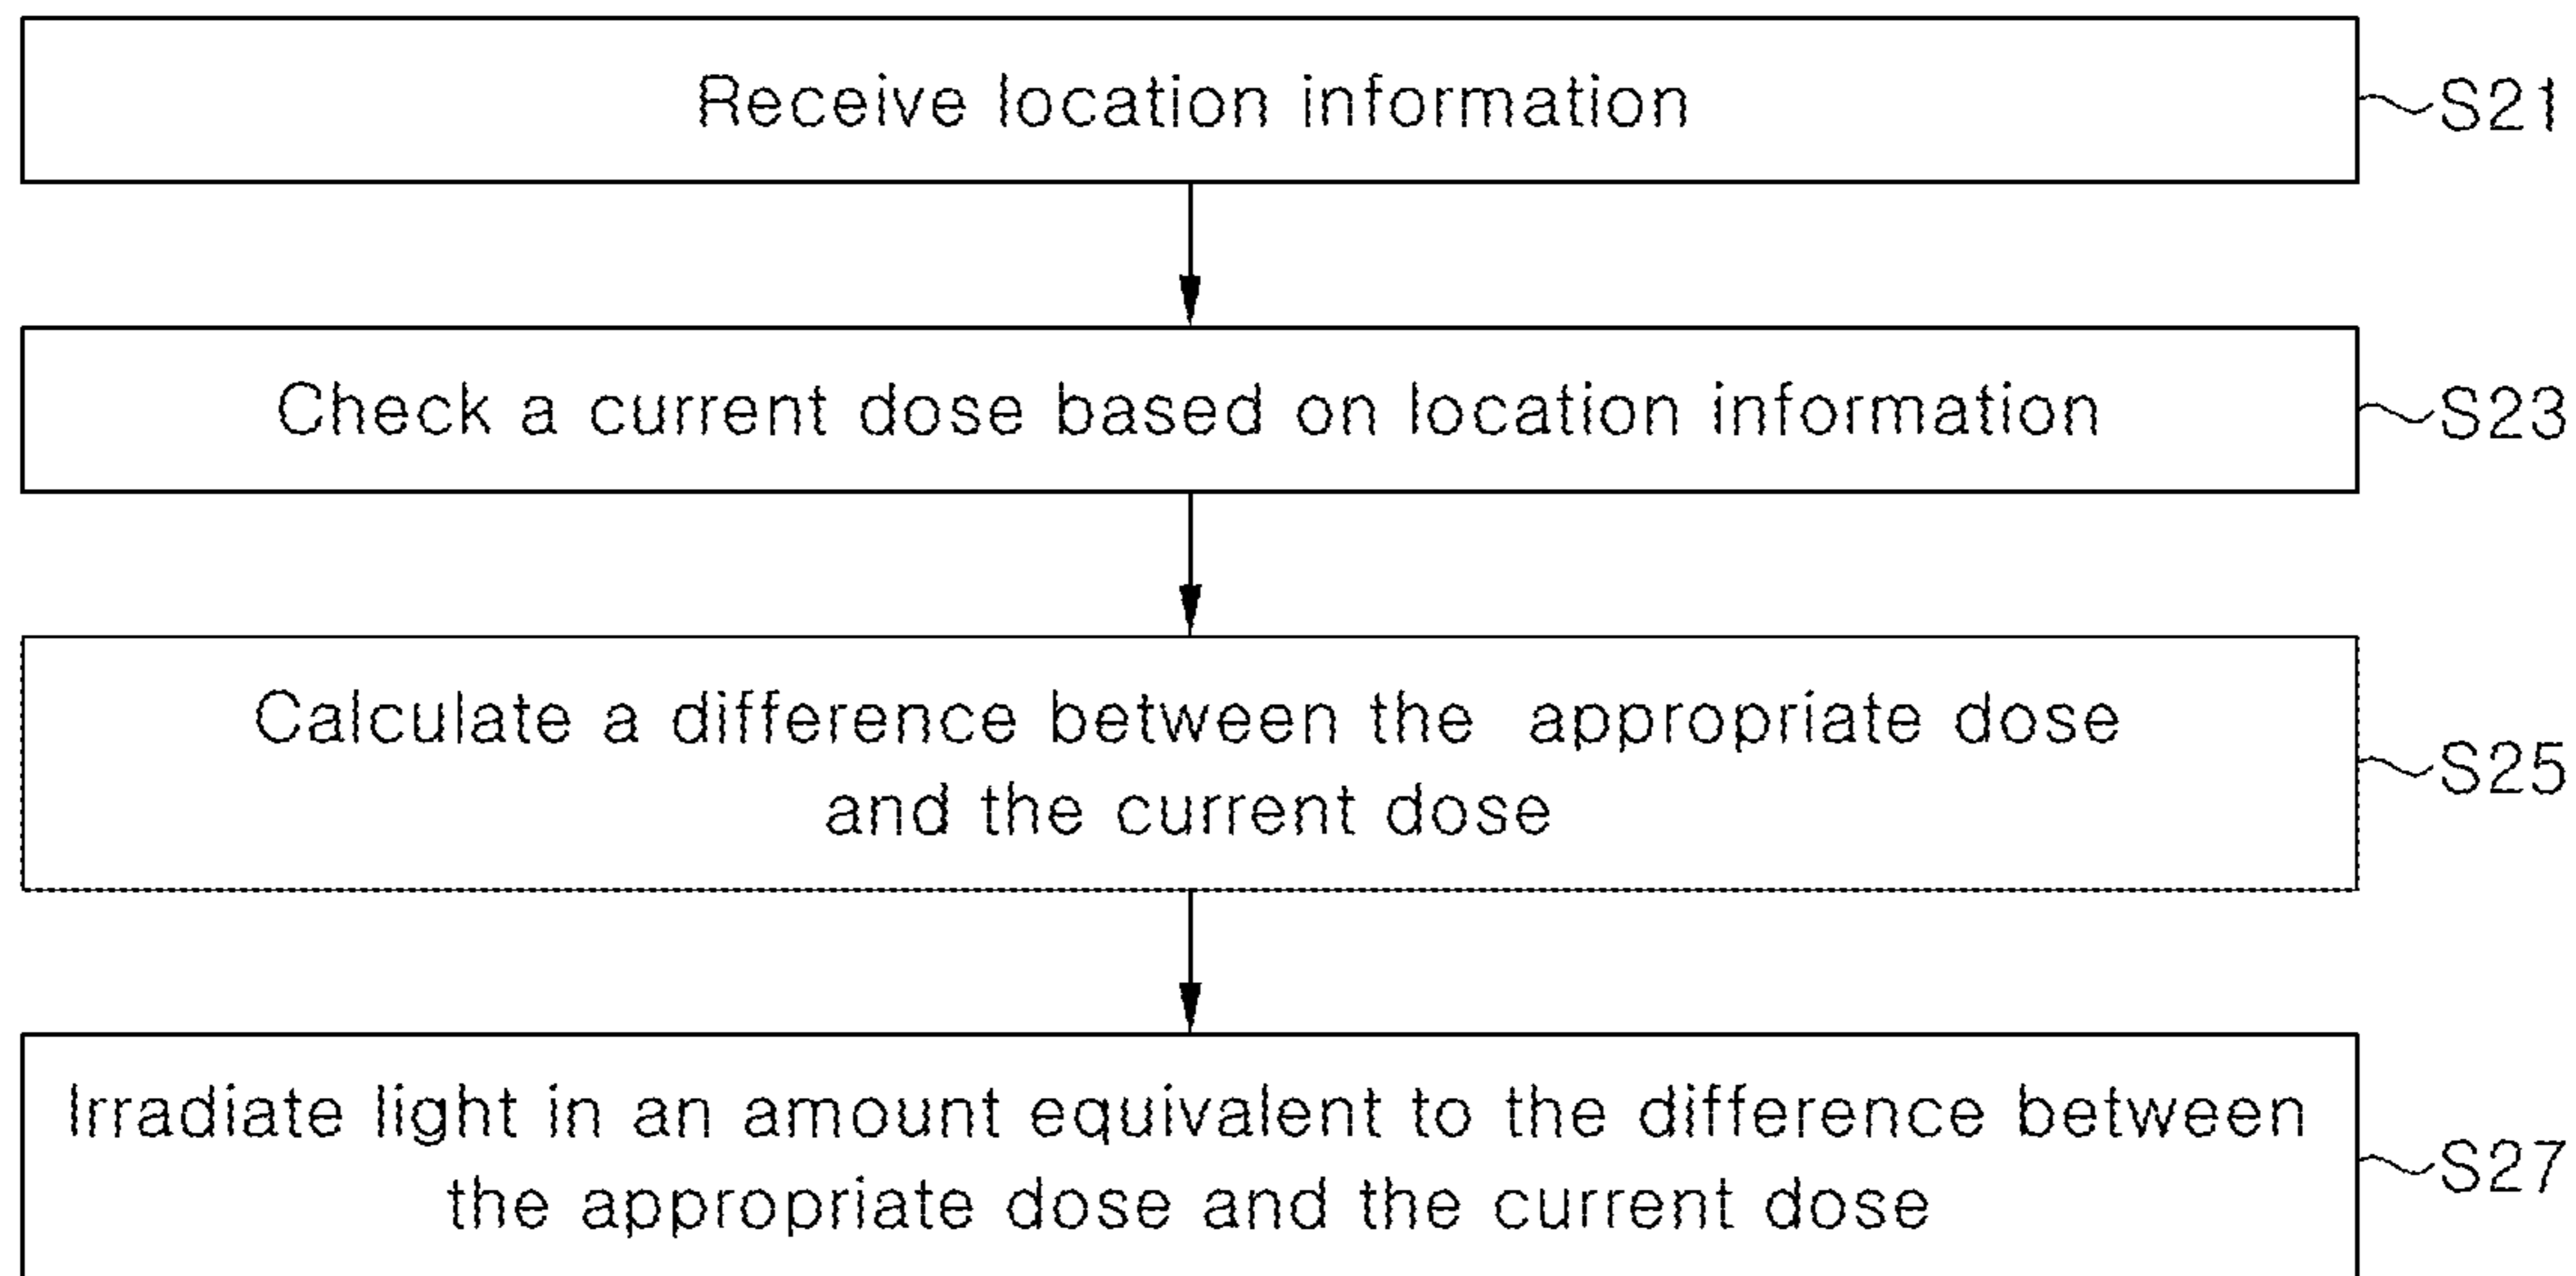 Receive location information
S21
Check a current dose based on location information
S23
Calculate a difference between the appropriate dose
and the current dose
S25
Irradiate light in an amount equivalent to the difference between
the appropriate dose and the current dose
S27